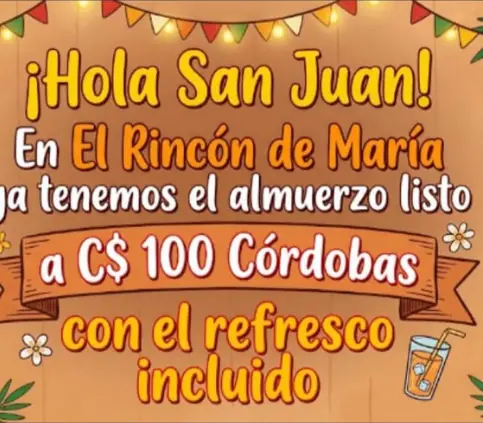 ¡Hola San Juan!
En El Rincón de María
ya tenemos el almuerzo listo
a C$ 100 Córdobas
con el refresco
incluido